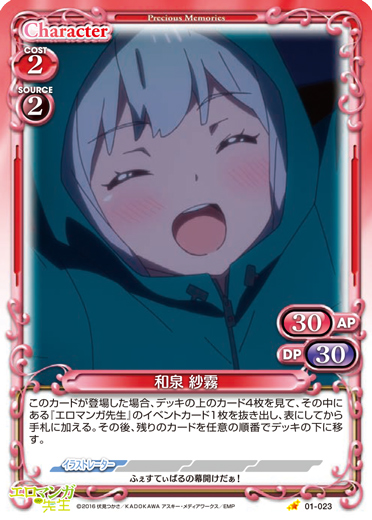 Precious Memories
Character
COST
2
SOURCE
2
30 AP
DP 30
和泉 紗霧
このカードが登場した場合、デッキの上のカード4枚を見て、その中に
ある『エロマンガ先生』のイベントカード1枚を抜き出し、表にしてから
手札に加える。その後、残りのカードを任意の順番でデッキの下に移
す。
イラストレーター
ふぇすてぃばるの幕開けだぁ!
エロマンガ
先生
©2016 伏見つかさ/KADOKAWA アスキー・メディアワークス/EMP
01-023